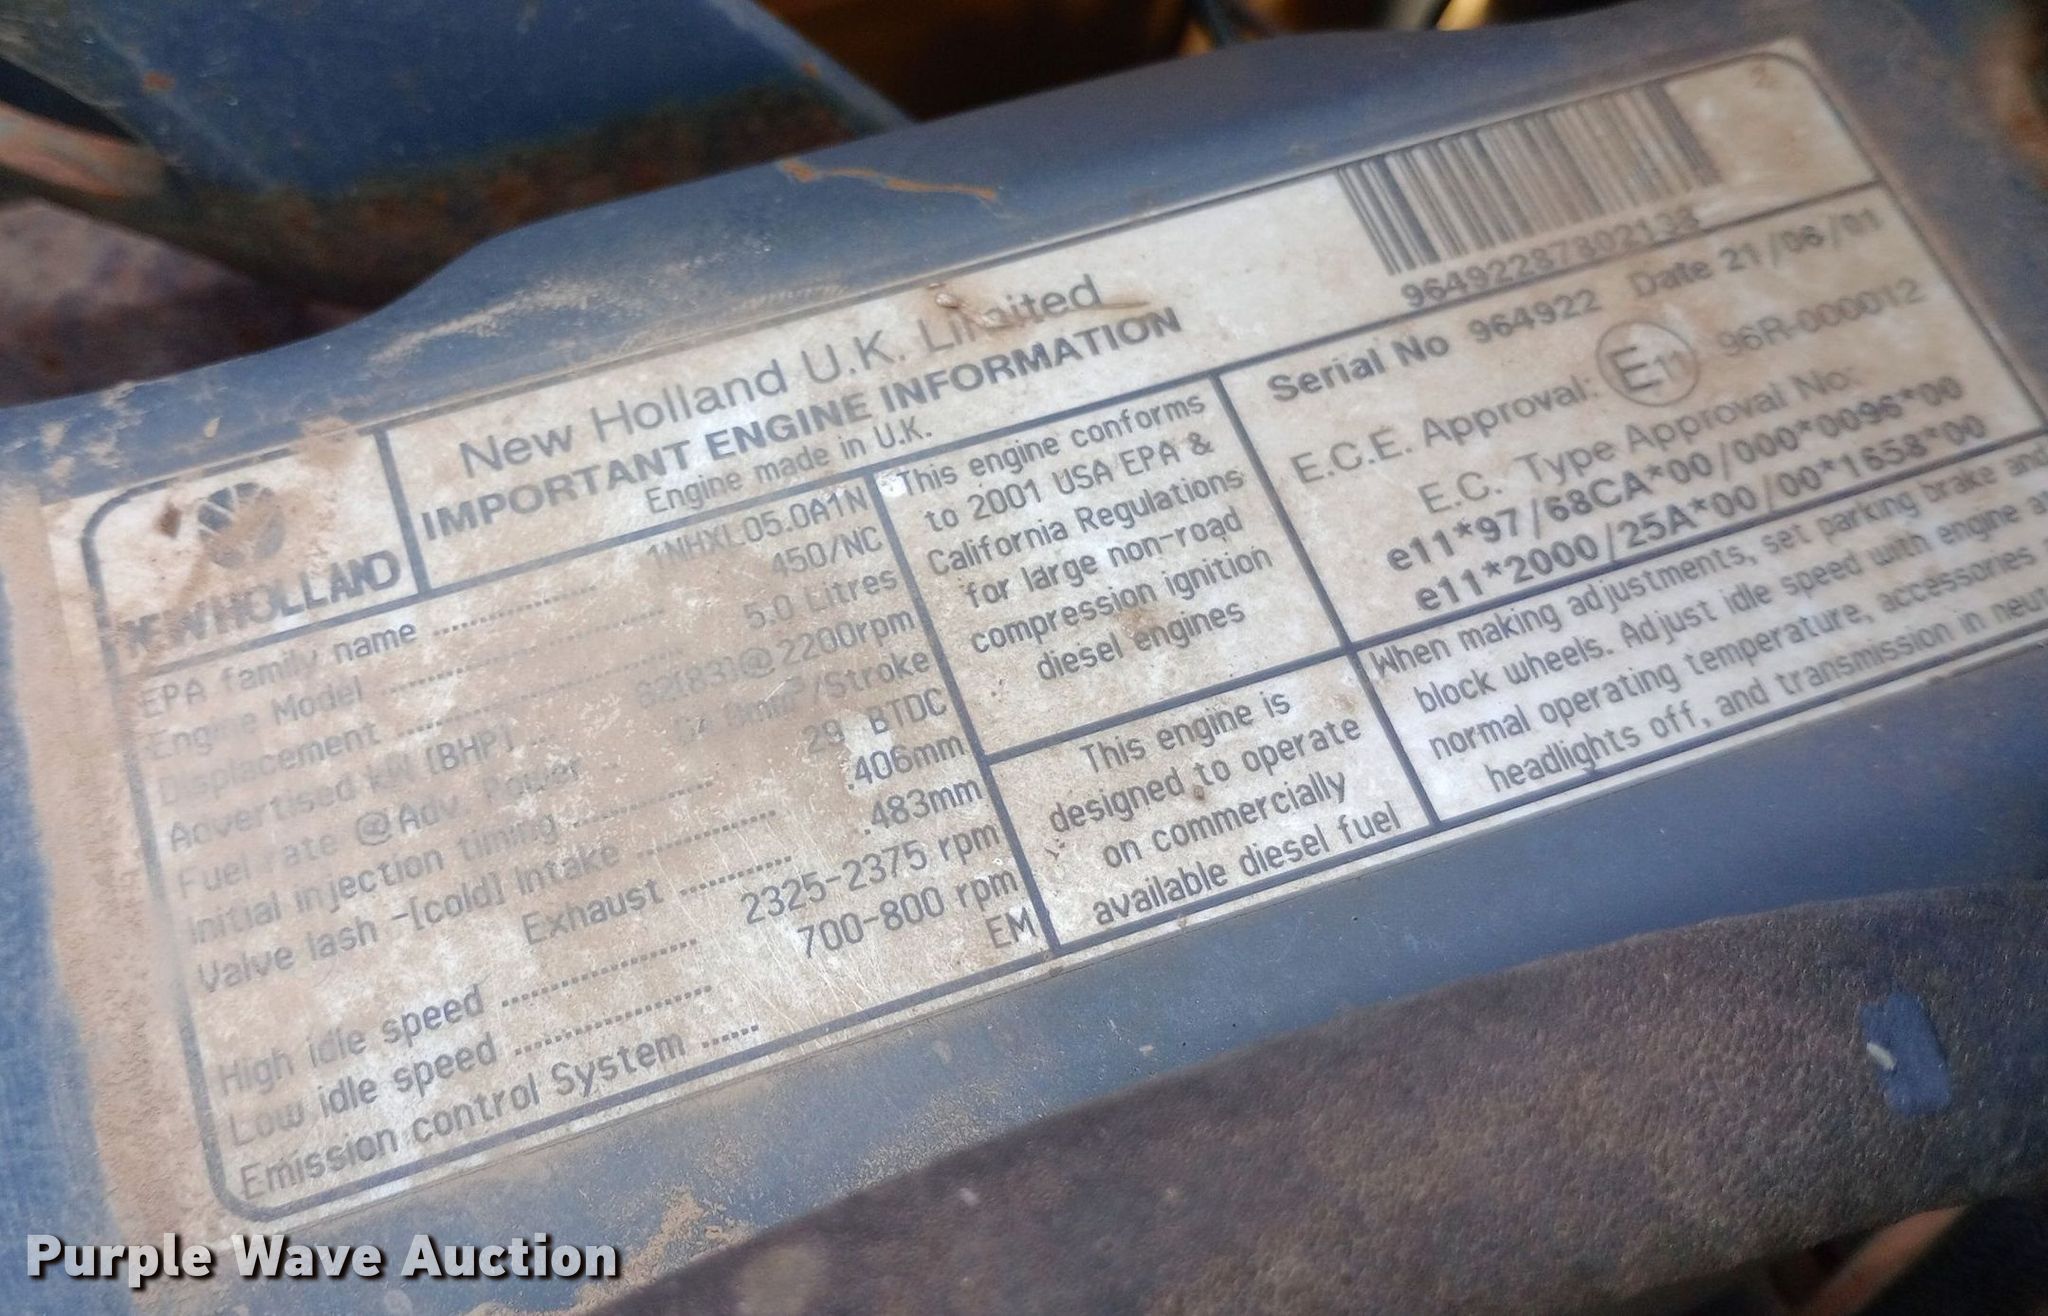 NEW HOLLAND
New Holland U.K. Limited
IMPORTANT ENGINE INFORMATION
Engine made in U.K.
EPA family name ............... 1NHXL05.0A1N
Engine Model ............... 450/NC
Displacement ............... 5.0 Litres
Advertised kW [BHP] ... 62[83]@2200rpm
Fuel rate @Adv. Power .. P/Stroke
Initial injection timing ............... 29 BTDC
Valve lash -[cold] Intake ............... .406mm
Exhaust ............... .483mm
High idle speed ............... 2325-2375 rpm
Low idle speed ............... 700-800 rpm
Emission control System ...... EM
This engine conforms
to 2001 USA EPA &
California Regulations
for large non-road
compression ignition
diesel engines
This engine is
designed to operate
on commercially
available diesel fuel
96492287802138
Serial No 964922 Date 21/06/01
E.C.E. Approval: E11 96R-000012
E.C. Type Approval No:
e11*97/68CA*00/000*0096*00
e11*2000/25A*00/00*1658*00
When making adjustments, set parking brake and
block wheels. Adjust idle speed with engine at
normal operating temperature, accessories
headlights off, and transmission in
Purple Wave Auction